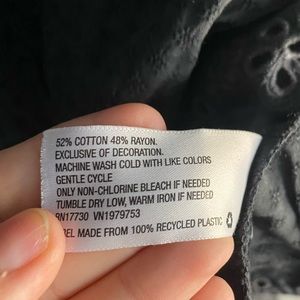 52% COTTON 48% RAYON.
EXCLUSIVE OF DECORATION.
MACHINE WASH COLD WITH LIKE COLORS
GENTLE CYCLE
ONLY NON-CHLORINE BLEACH IF NEEDED
TUMBLE DRY LOW, WARM IRON IF NEEDED
RN17730 VN1979753
MADE FROM 100% RECYCLED PLASTIC